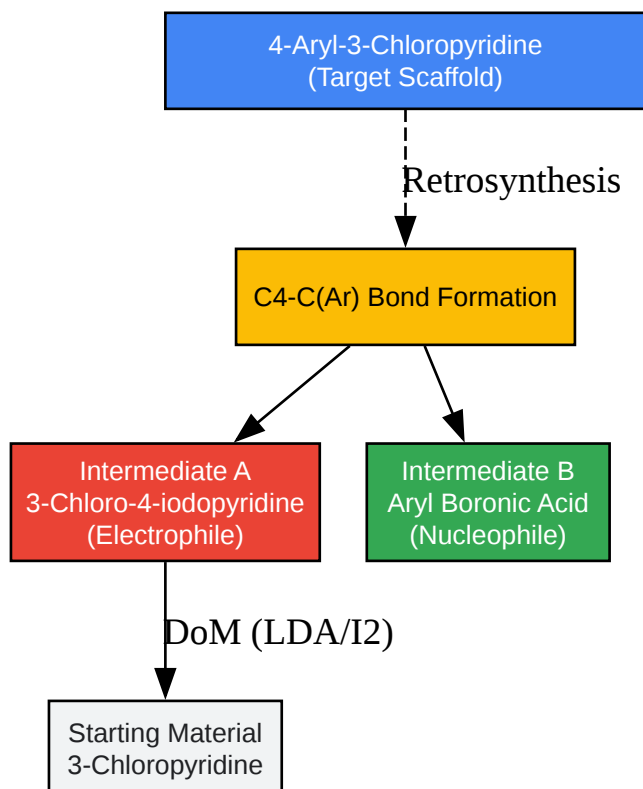 4-Aryl-3-Chloropyridine
(Target Scaffold)
Retrosynthesis
C4-C(Ar) Bond Formation
Intermediate A
3-Chloro-4-iodopyridine
(Electrophile)
Intermediate B
Aryl Boronic Acid
(Nucleophile)
DoM (LDA/I2)
Starting Material
3-Chloropyridine